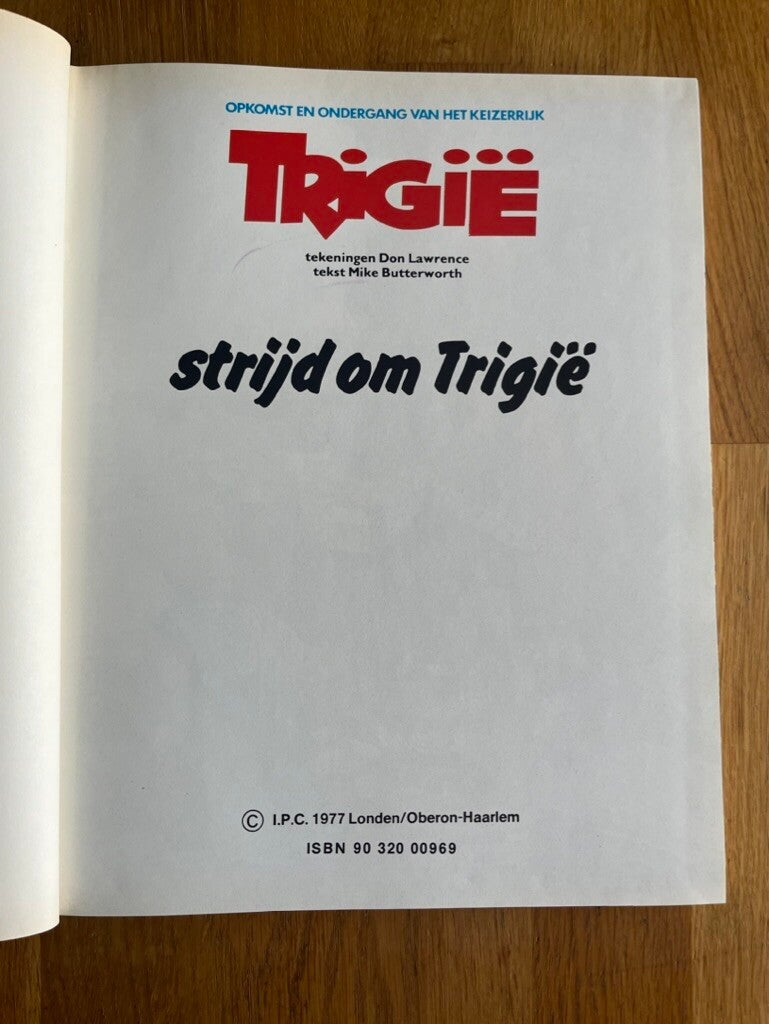 OPKOMST EN ONDERGANG VAN HET KEIZERRIJK
TRiGiË
tekeningen Don Lawrence
tekst Mike Butterworth
strijd om Trigië
© I.P.C. 1977 Londen/Oberon-Haarlem
ISBN 90 320 00969